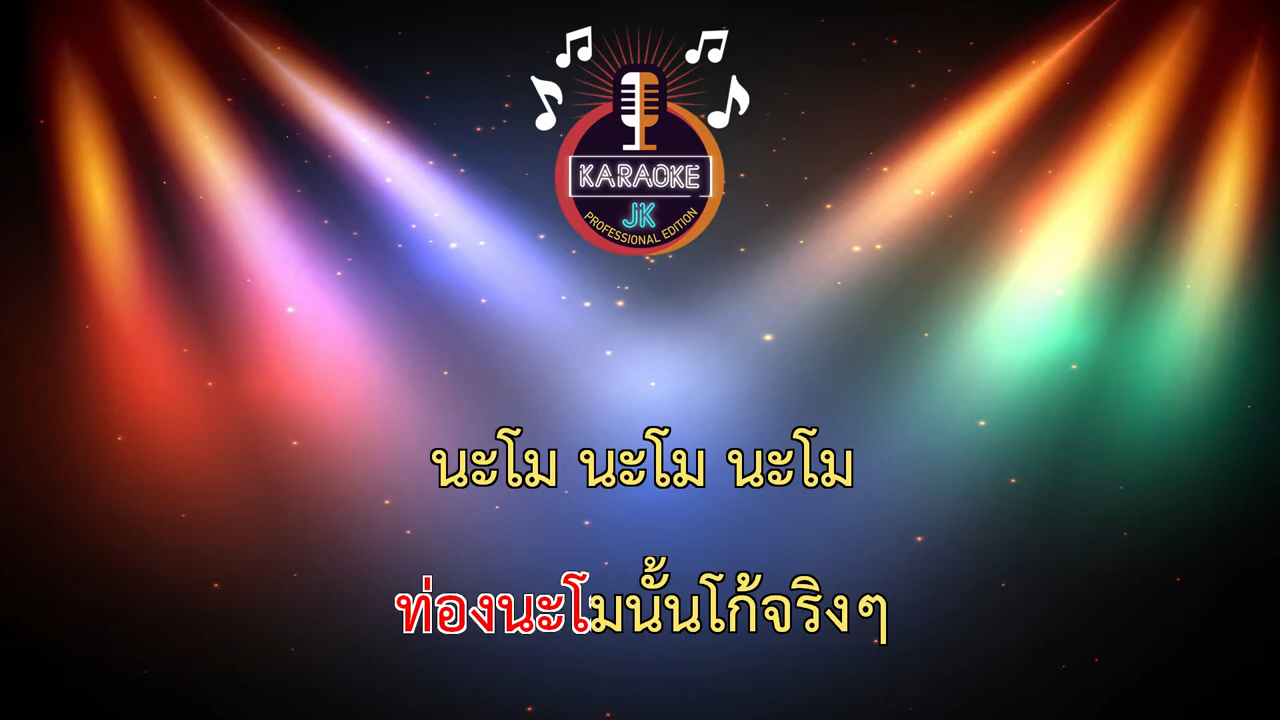 KARAOKE
JK
PROFESSIONAL EDITION
นะโม นะโม นะโม
ท่องนะโมนั้นโก้จริงๆ